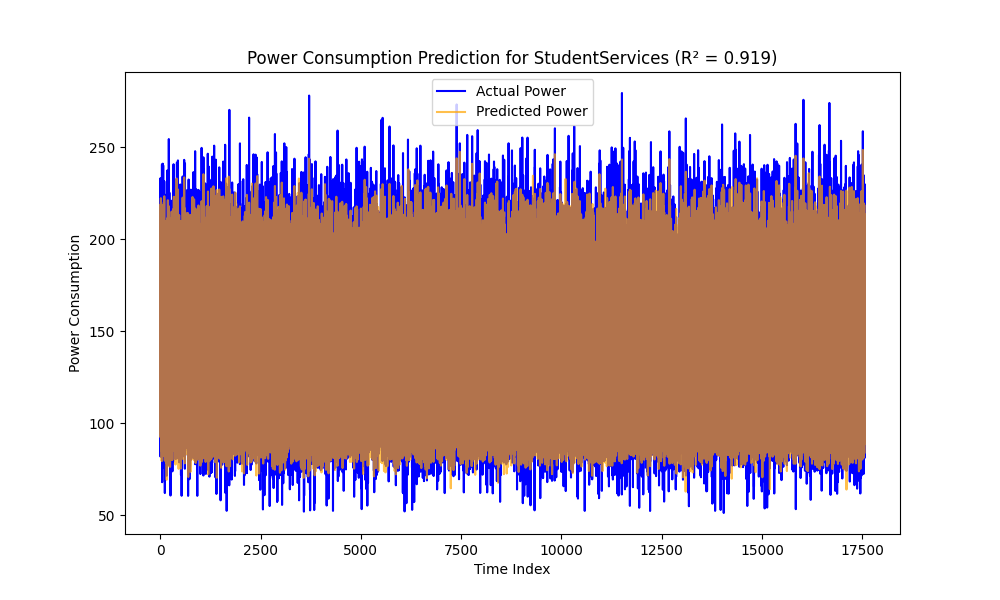 Power Consumption Prediction for StudentServices (R² = 0.919)
Actual Power
Predicted Power
Power Consumption
250
200
150
100
50
0 2500 5000 7500 10000 12500 15000 17500
Time Index